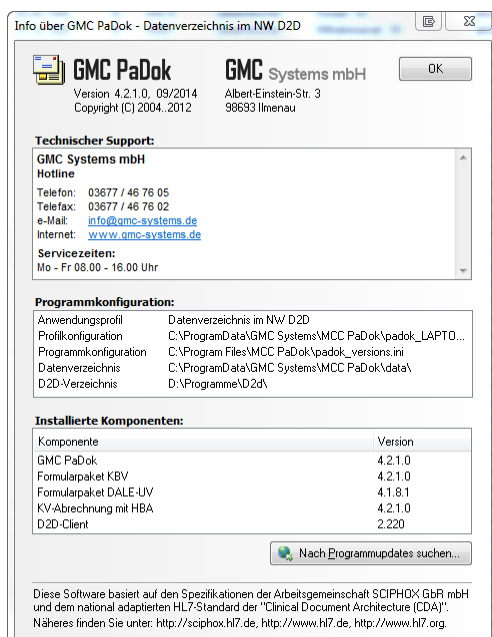 Info über GMC PaDok - Datenverzeichnis im NW D2D
GMC PaDok
Version 4.2.1.0, 09/2014
Copyright (C) 2004..2012
GMC Systems mbH
Albert-Einstein-Str. 3
98693 Ilmenau
OK
Technischer Support:
GMC Systems mbH
Hotline
Telefon: 03677 / 46 76 05
Telefax: 03677 / 46 76 02
e-Mail: info@gmc-systems.de
Internet: www.gmc-systems.de
Servicezeiten:
Mo - Fr 08.00 - 16.00 Uhr
Programmkonfiguration:
Anwendungsprofil Datenverzeichnis im NW D2D
Profilkonfiguration C:\ProgramData\GMC Systems\MCC PaDok\padok_LAPTO...
Programmkonfiguration C:\Program Files\MCC PaDok\padok_versions.ini
Datenverzeichnis C:\ProgramData\GMC Systems\MCC PaDok\data\
D2D-Verzeichnis D:\Programme\D2d\
Installierte Komponenten:
Komponente Version
GMC PaDok 4.2.1.0
Formularpaket KBV 4.2.1.0
Formularpaket DALE-UV 4.1.8.1
KV-Abrechnung mit HBA 4.2.1.0
D2D-Client 2.220
Nach Programmupdates suchen...
Diese Software basiert auf den Spezifikationen der Arbeitsgemeinschaft SCIPHOX GbR mbH
und dem national adaptierten HL7-Standard der "Clinical Document Architecture (CDA)".
Näheres finden Sie unter: http://sciphox.hl7.de, http://www.hl7.de, http://www.hl7.org.